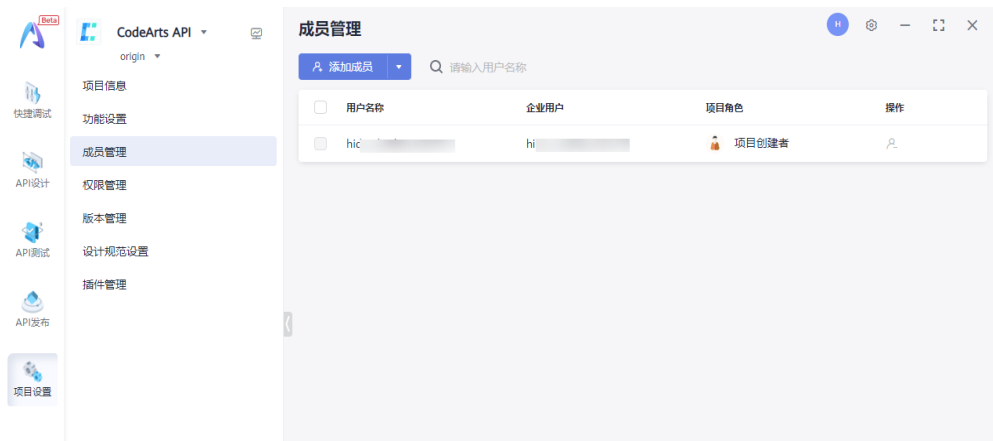 Beta
快捷调试
API设计
API测试
API发布
项目设置
CodeArts API
origin
项目信息
功能设置
成员管理
权限管理
版本管理
设计规范设置
插件管理
成员管理
H
添加成员
请输入用户名称
用户名称 企业用户 项目角色 操作
项目创建者